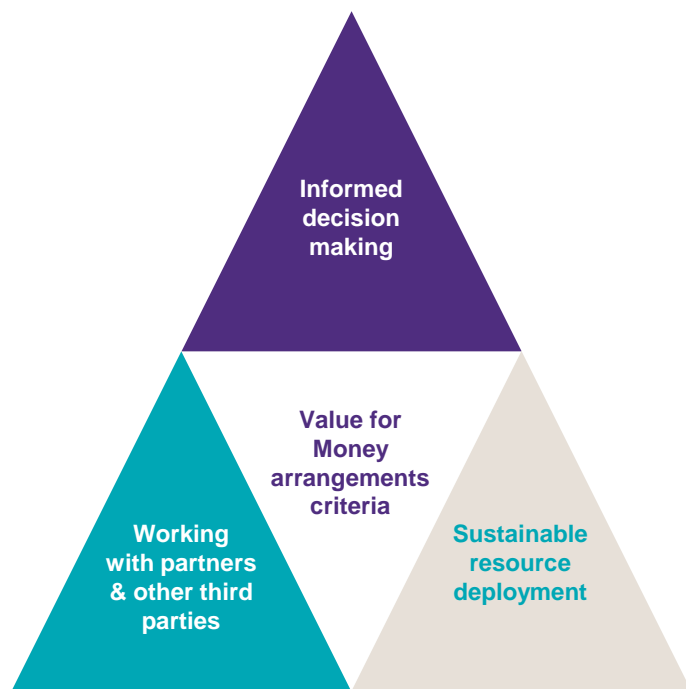 Informed
decision
making
Value for
Money
arrangements
criteria
Working
with partners
& other third
parties
Sustainable
resource
deployment